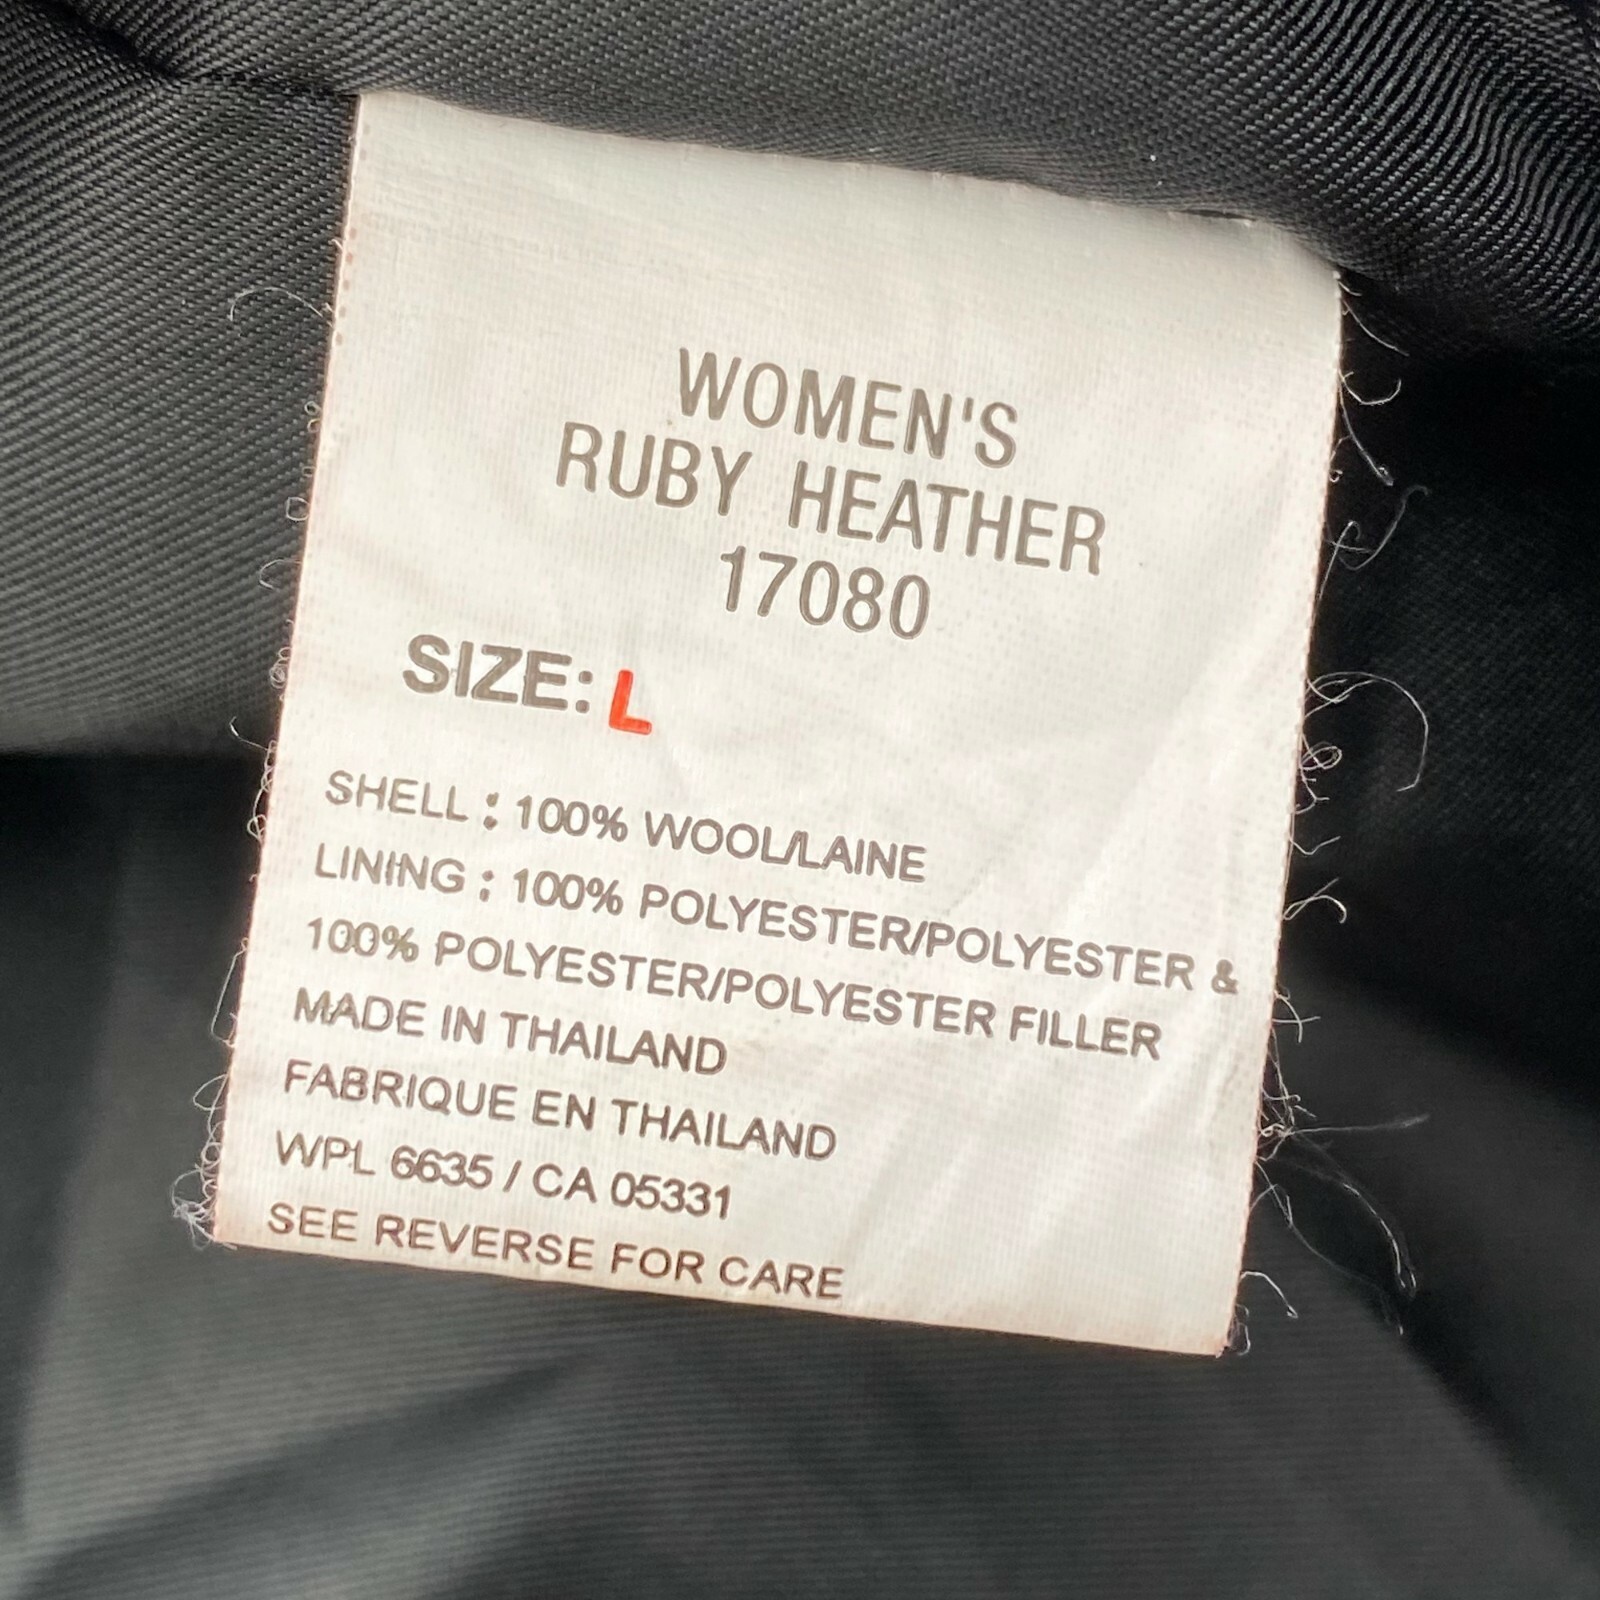 WOMEN'S
RUBY HEATHER
17080
SIZE: L
SHELL : 100% WOOL/LAINE
LINING : 100% POLYESTER/POLYESTER &
100% POLYESTER/POLYESTER FILLER
MADE IN THAILAND
FABRIQUE EN THAILAND
WPL 6635 / CA 05331
SEE REVERSE FOR CARE